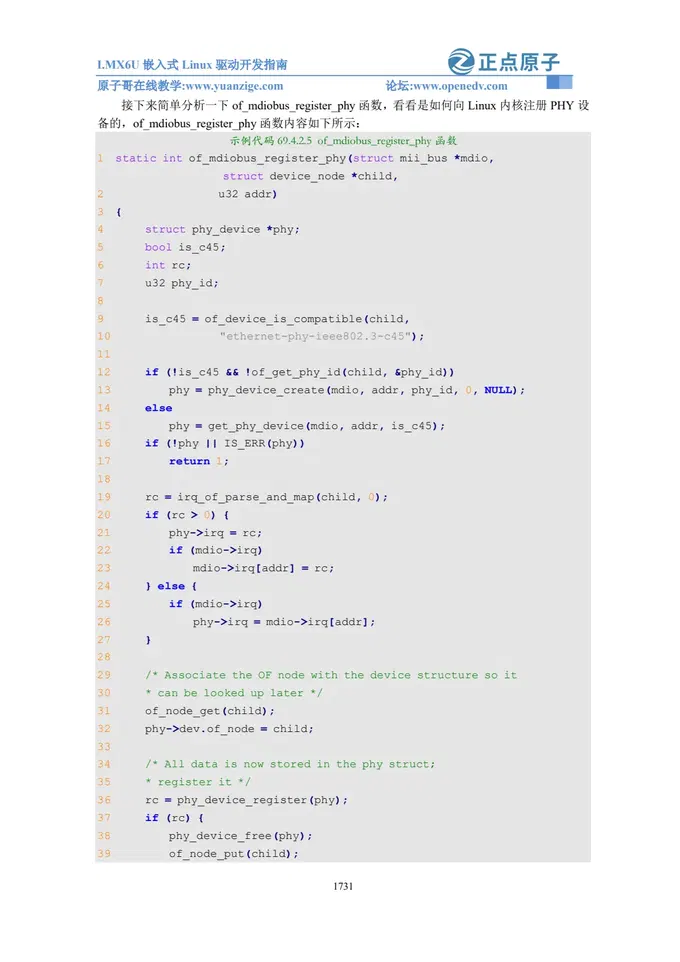 I.MX6U 嵌入式 Linux 驱动开发指南
正点原子
原子哥在线教学:www.yuanzige.com 论坛:www.openedv.com
接下来简单分析一下 of_mdiobus_register_phy 函数，看看是如何向 Linux 内核注册 PHY 设
备的，of_mdiobus_register_phy 函数内容如下所示：
示例代码 69.4.2.5 of_mdiobus_register_phy 函数
1 static int of_mdiobus_register_phy(struct mii_bus *mdio,
struct device_node *child,
2 u32 addr)
3 {
4 struct phy_device *phy;
5 bool is_c45;
6 int rc;
7 u32 phy_id;
8
9 is_c45 = of_device_is_compatible(child,
10 "ethernet-phy-ieee802.3-c45");
11
12 if (!is_c45 && !of_get_phy_id(child, &phy_id))
13 phy = phy_device_create(mdio, addr, phy_id, 0, NULL);
14 else
15 phy = get_phy_device(mdio, addr, is_c45);
16 if (!phy || IS_ERR(phy))
17 return 1;
18
19 rc = irq_of_parse_and_map(child, 0);
20 if (rc > 0) {
21 phy->irq = rc;
22 if (mdio->irq)
23 mdio->irq[addr] = rc;
24 } else {
25 if (mdio->irq)
26 phy->irq = mdio->irq[addr];
27 }
28
29 /* Associate the OF node with the device structure so it
30 * can be looked up later */
31 of_node_get(child);
32 phy->dev.of_node = child;
33
34 /* All data is now stored in the phy struct;
35 * register it */
36 rc = phy_device_register(phy);
37 if (rc) {
38 phy_device_free(phy);
39 of_node_put(child);
1731